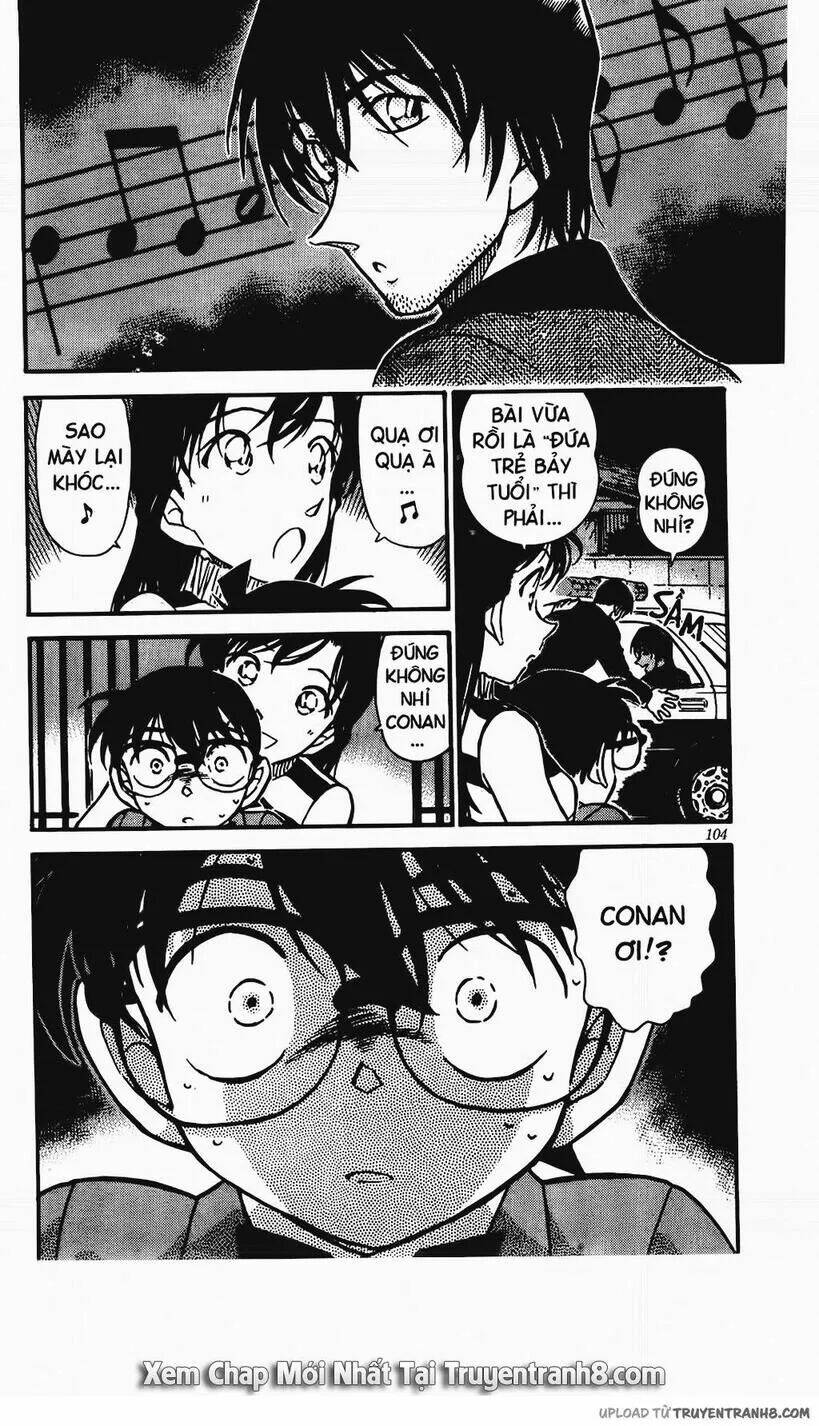 BÀI VỪA
RỒI LÀ “ĐỨA
TRẺ BẢY
TUỔI” THÌ
PHẢI...
ĐÚNG
KHÔNG
NHỈ?
SẦM
QUẠ ƠI
QUẠ À
...
♫
SAO
MÀY LẠI
KHÓC...
♪
ĐÚNG
KHÔNG
NHỈ
CONAN
...
104
CONAN
ƠI!?
Xem Chap Mới Nhất Tại Truyentranh8.com
UPLOAD TỪ TRUYENTRANH8.COM